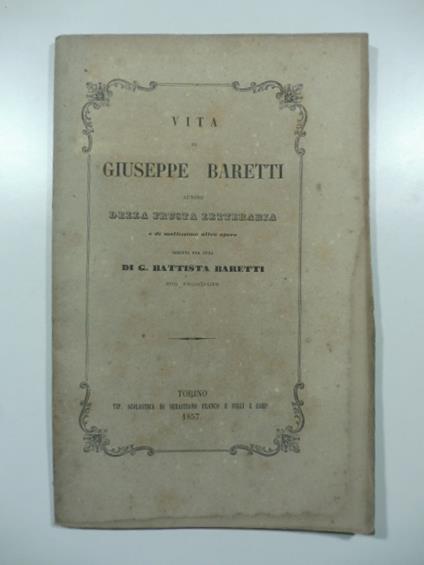 VITA
DI
GIUSEPPE BARETTI
AUTORE
DELLA FRUSTA LETTERARIA
e di moltissime altre opere
SCRITTA PER CURA
DI G. BATTISTA BARETTI
SUO
TORINO
TIP. SCOLASTICA DI SEBASTIANO FRANCO E FIGLI E COMP.
1857